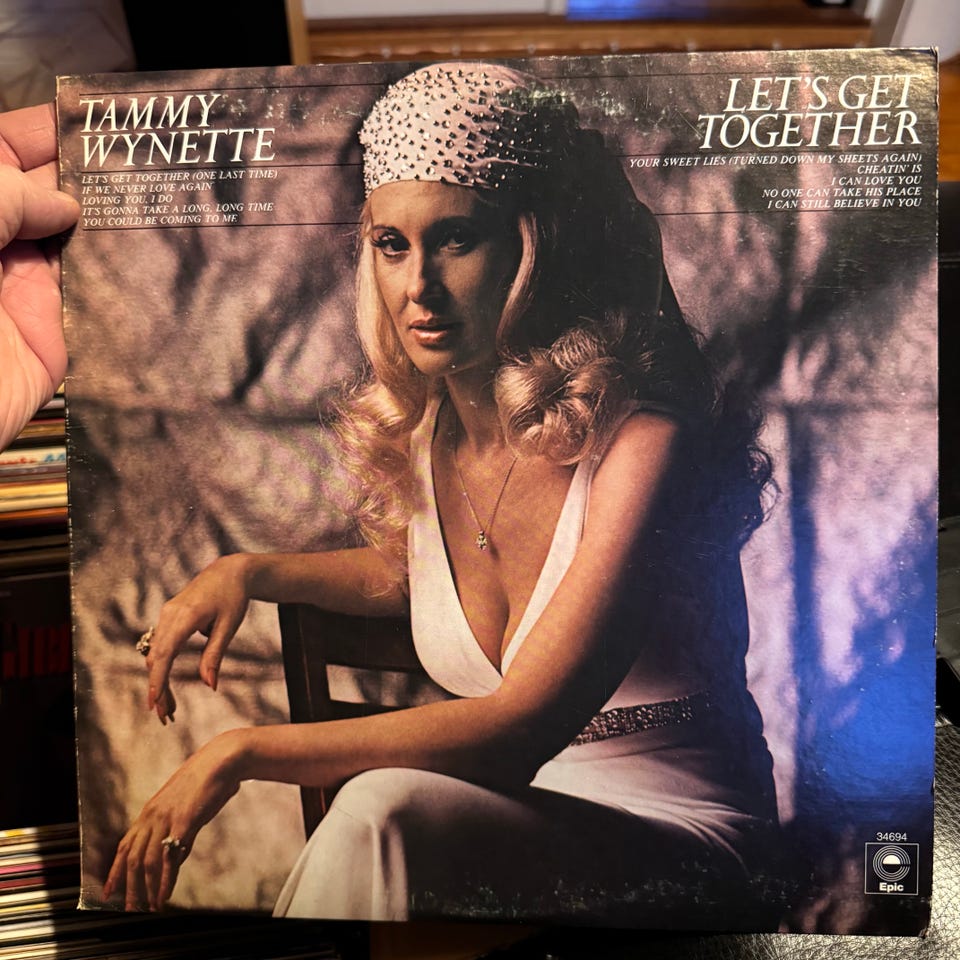 TAMMY
WYNETTE
LET'S GET TOGETHER (ONE LAST TIME)
IF WE NEVER LOVE AGAIN
LOVING YOU, I DO
IT'S GONNA TAKE A LONG, LONG TIME
YOU COULD BE COMING TO ME
LET'S GET
TOGETHER
YOUR SWEET LIES (TURNED DOWN MY SHEETS AGAIN)
CHEATIN' IS
I CAN LOVE YOU
NO ONE CAN TAKE HIS PLACE
I CAN STILL BELIEVE IN YOU
34694
Epic